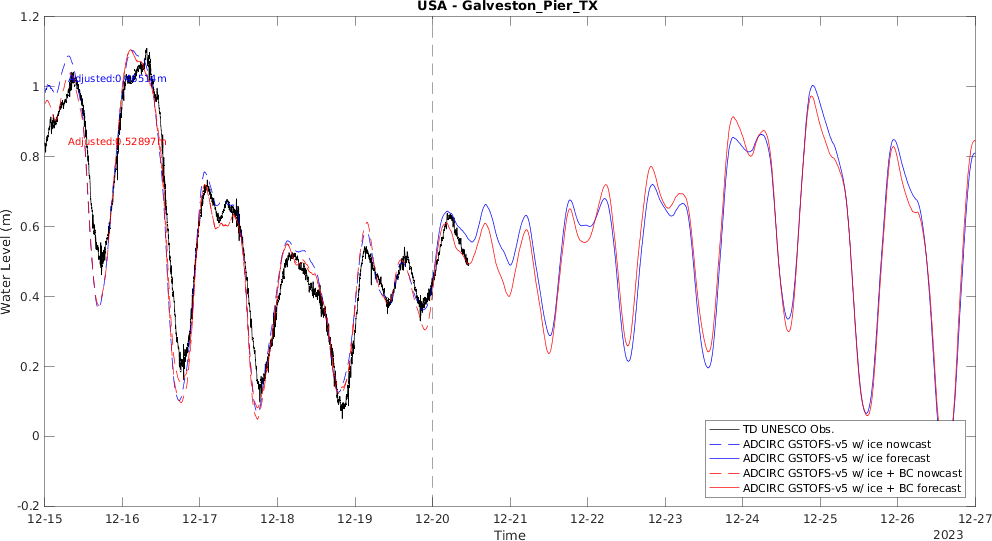 USA - Galveston_Pier_TX
Water Level (m)
1.2
1
0.8
0.6
0.4
0.2
0
-0.2
Adjusted:0.52897m
TD UNESCO Obs.
ADCIRC GSTOFS-v5 w/ ice nowcast
ADCIRC GSTOFS-v5 w/ ice forecast
ADCIRC GSTOFS-v5 w/ ice + BC nowcast
ADCIRC GSTOFS-v5 w/ ice + BC forecast
12-15 12-16 12-17 12-18 12-19 12-20 12-21 12-22 12-23 12-24 12-25 12-26 12-27
Time
2023